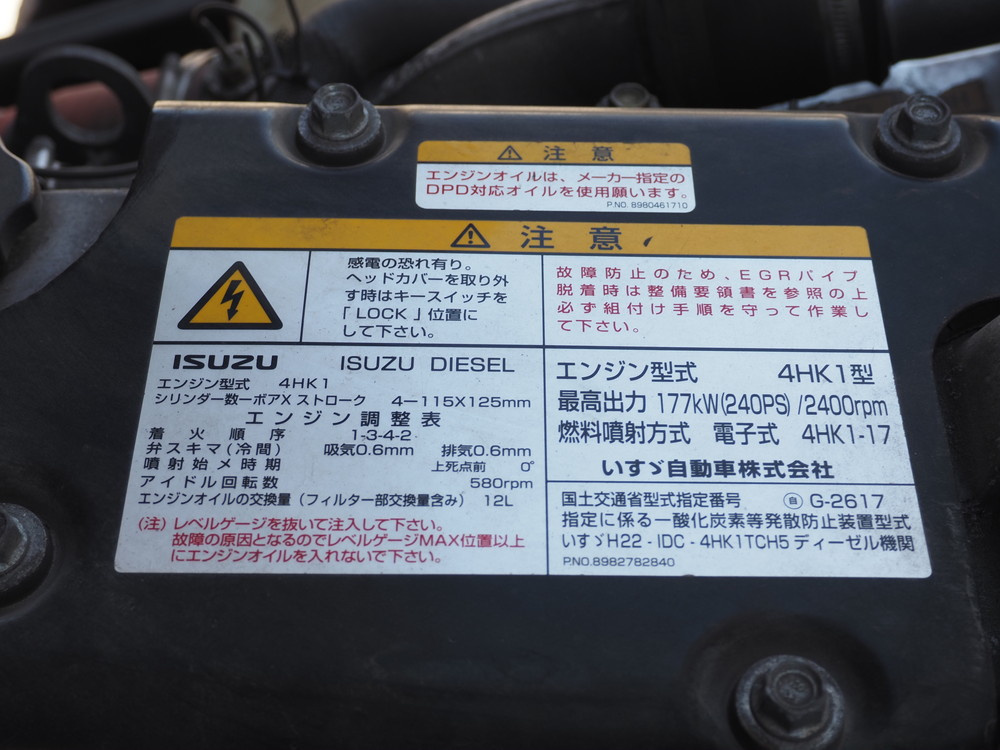 ⚠ 注意
エンジンオイルは、メーカー指定の
DPD対応オイルを使用願います。
P.NO. 8980461710
⚠ 注意
感電の恐れ有り。
ヘッドカバーを取り外
す時はキースイッチを
「LOCK」位置に
して下さい。
故障防止のため、EGRパイプ
脱着時は整備要領書を参照の上
必ず組付け手順を守って作業し
て下さい。
ISUZU ISUZU DIESEL
エンジン型式 4HK1
シリンダー数ーボアX ストローク 4-115X125mm
エンジン調整表
着火順序 1-3-4-2
弁スキマ(冷間) 吸気0.6mm 排気0.6mm
噴射始メ時期 上死点前 0°
アイドル回転数 580rpm
エンジンオイルの交換量(フィルター部交換量含み) 12L
(注) レベルゲージを抜いて注入して下さい。
故障の原因となるのでレベルゲージMAX位置以上
にエンジンオイルを入れないで下さい。
エンジン型式 4HK1型
最高出力 177kW(240PS)/2400rpm
燃料噴射方式 電子式 4HK1-17
いすゞ自動車株式会社
国土交通省型式指定番号 ㊀自 G-2617
指定に係る一酸化炭素等発散防止装置型式
いすゞH22-IDC-4HK1TCH5 ディーゼル機関
P.NO.8982782840